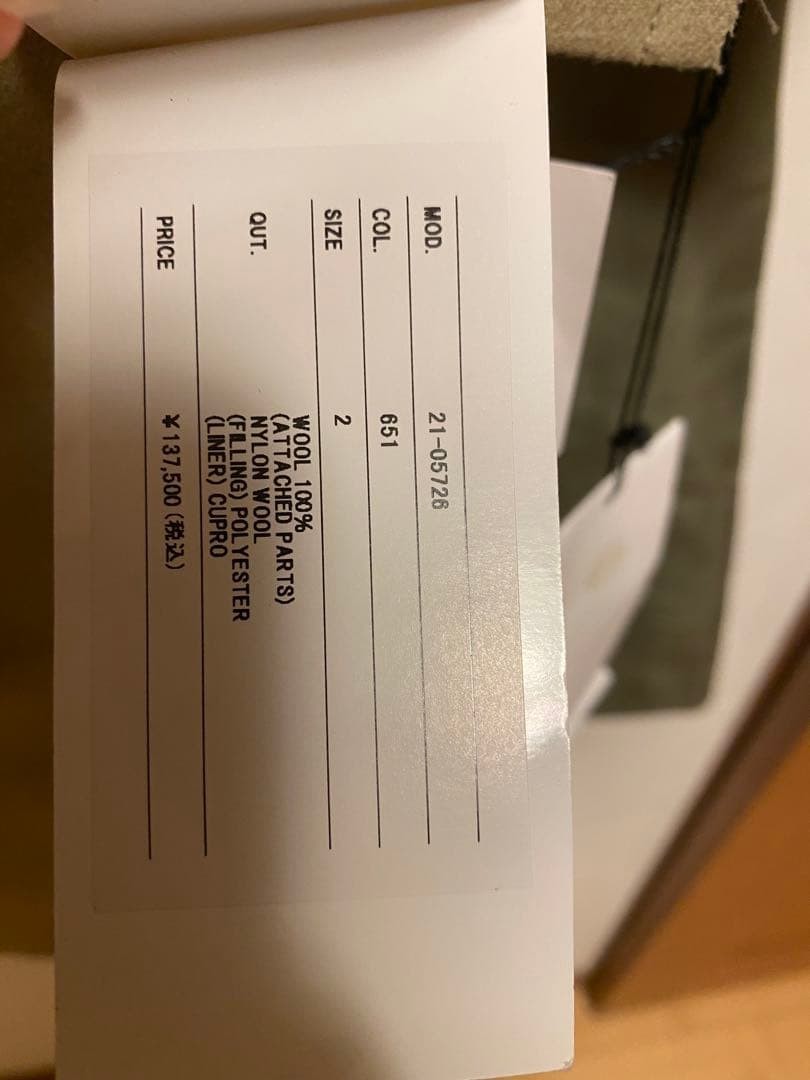 MOD. 21-05726
COL. 651
SIZE 2
QUT. WOOL 100%
(ATTACHED PARTS)
NYLON WOOL
(FILLING) POLYESTER
(LINER) CUPRO
PRICE ¥137,500 (税込)